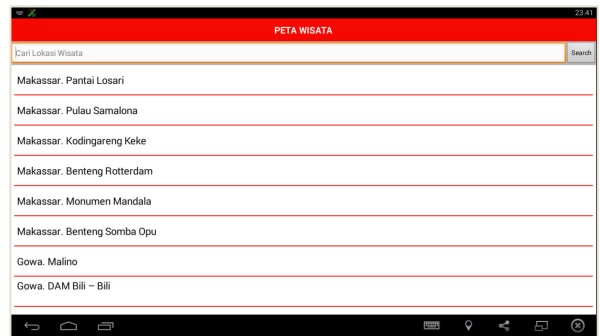 23.41
PETA WISATA
Cari Lokasi Wisata
Search
Makassar. Pantai Losari
Makassar. Pulau Samalona
Makassar. Kodingareng Keke
Makassar. Benteng Rotterdam
Makassar. Monumen Mandala
Makassar. Benteng Somba Opu
Gowa. Malino
Gowa. DAM Bili – Bili